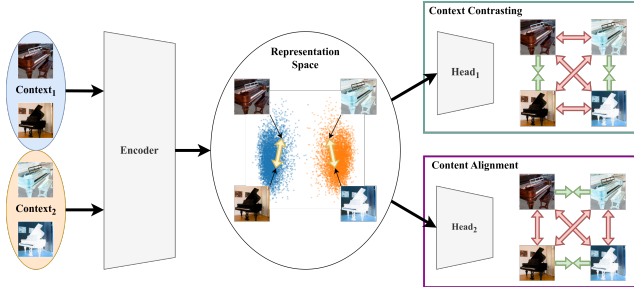 Context1
Context2
Encoder
Representation
Space
Context Contrasting
Head1
Content Alignment
Head2